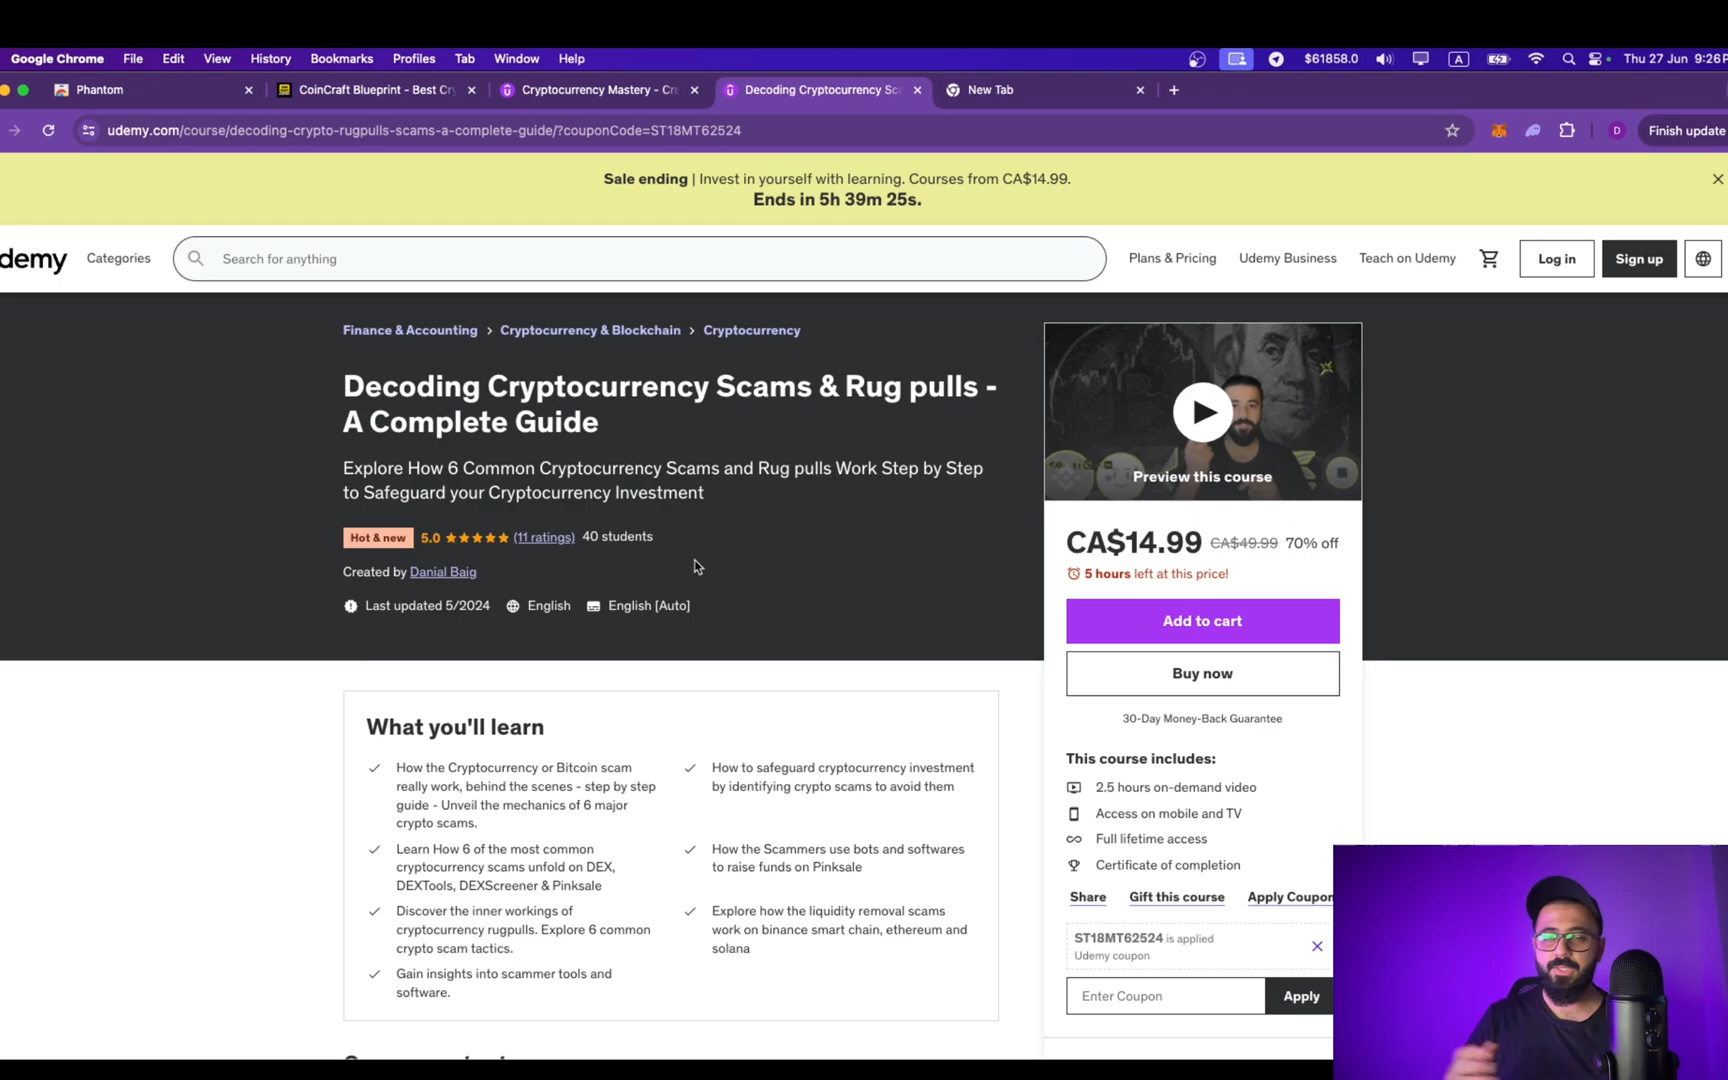 Google Chrome File Edit View History Bookmarks Profiles Tab Window Help $61858.0 A Thu 27 Jun 9:26P
Phantom CoinCraft Blueprint - Best Cry Cryptocurrency Mastery - Cre Decoding Cryptocurrency Sca New Tab
udemy.com/course/decoding-crypto-rugpulls-scams-a-complete-guide/?couponCode=ST18MT62524 D Finish update
Sale ending | Invest in yourself with learning. Courses from CA$14.99.
Ends in 5h 39m 25s.
demy Categories Search for anything Plans & Pricing Udemy Business Teach on Udemy Log in Sign up
Finance & Accounting > Cryptocurrency & Blockchain > Cryptocurrency
Decoding Cryptocurrency Scams & Rug pulls -
A Complete Guide
Explore How 6 Common Cryptocurrency Scams and Rug pulls Work Step by Step
to Safeguard your Cryptocurrency Investment
Hot & new 5.0 (11 ratings) 40 students
Created by Danial Baig
Last updated 5/2024 English English [Auto]
Preview this course
CA$14.99 CA$49.99 70% off
5 hours left at this price!
Add to cart
Buy now
30-Day Money-Back Guarantee
This course includes:
2.5 hours on-demand video
Access on mobile and TV
Full lifetime access
Certificate of completion
Share Gift this course Apply Coupon
ST18MT62524 is applied
Udemy coupon
Enter Coupon Apply
What you'll learn
How the Cryptocurrency or Bitcoin scam
really work, behind the scenes - step by step
guide - Unveil the mechanics of 6 major
crypto scams.
How to safeguard cryptocurrency investment
by identifying crypto scams to avoid them
Learn How 6 of the most common
cryptocurrency scams unfold on DEX,
DEXTools, DEXScreener & Pinksale
How the Scammers use bots and softwares
to raise funds on Pinksale
Discover the inner workings of
cryptocurrency rugpulls. Explore 6 common
crypto scam tactics.
Explore how the liquidity removal scams
work on binance smart chain, ethereum and
solana
Gain insights into scammer tools and
software.